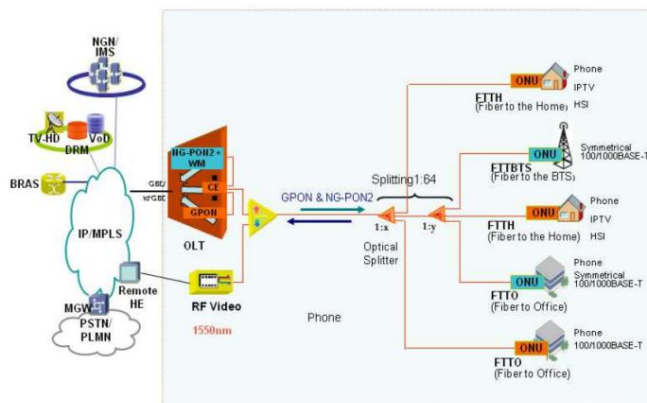 NGN/
IMS
TV-HD
VoD
DRM
BRAS
IP/MPLS
GBE/
xPGBE
NG-PON2 +
WM
CE
GPON
OLT
Remote
HE
MGW
PSTN/
PLMN
RF Video
1550nm
GPON & NG-PON2
Splitting1:64
1:x
1:y
Optical
Splitter
Phone
ONU
Phone
IPTV
HSI
FTTH
(Fiber to the Home)
ONU
Symmetrical
100/1000BASE-T
FTTBTS
(Fiber to the BTS)
ONU
Phone
IPTV
HSI
FTTH
(Fiber to the Home)
ONU
Phone
Symmetrical
100/1000BASE-T
FTTO
(Fiber to Office)
ONU
Phone
100/1000BASE-T
FTTO
(Fiber to Office)